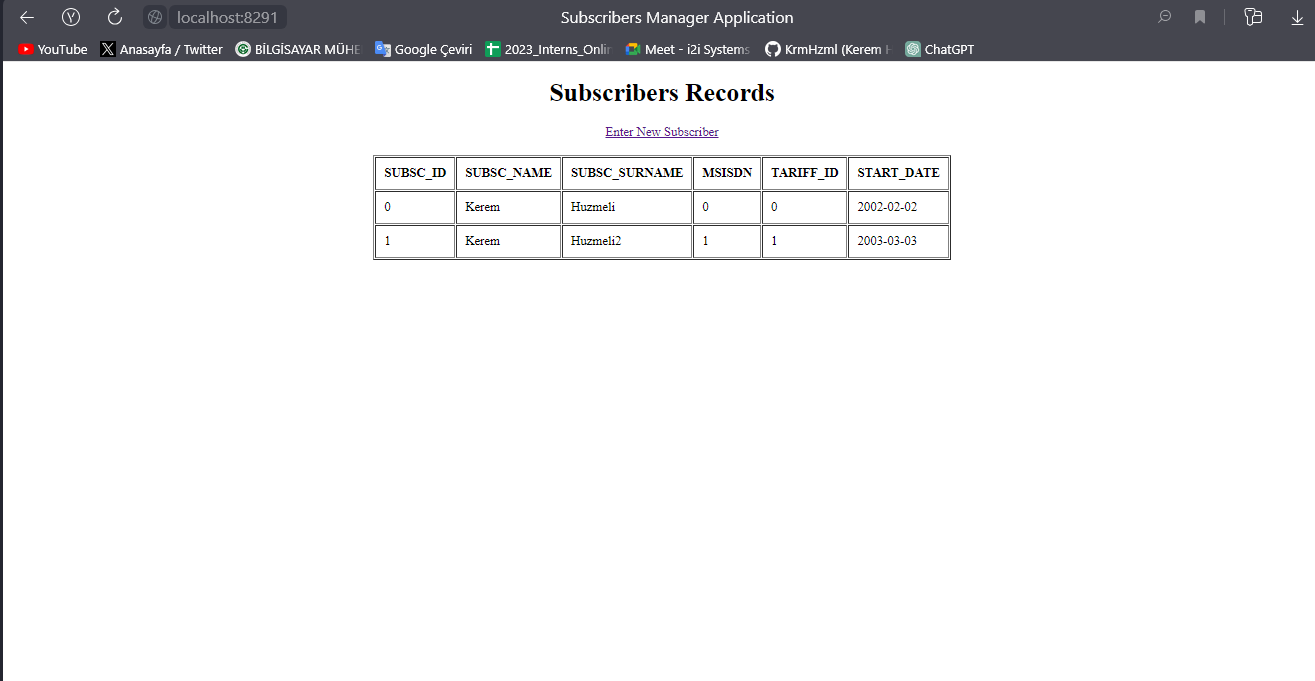 localhost:8291 Subscribers Manager Application
YouTube Anasayfa / Twitter BİLGİSAYAR MÜHE Google Çeviri 2023_Interns_Onlin Meet - i2i Systems KrmHzml (Kerem H ChatGPT
Subscribers Records
Enter New Subscriber
SUBSC_ID SUBSC_NAME SUBSC_SURNAME MSISDN TARIFF_ID START_DATE
0 Kerem Huzmeli 0 0 2002-02-02
1 Kerem Huzmeli2 1 1 2003-03-03